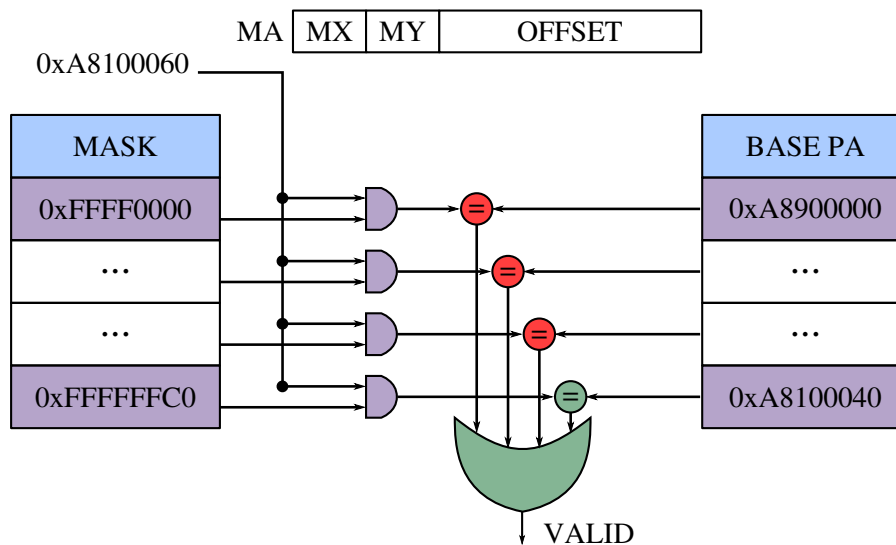 MA MX MY OFFSET
0xA8100060
MASK
BASE PA
0xFFFF0000
=
0xA8900000
...
=
...
...
=
...
0xFFFFFFC0
=
0xA8100040
VALID